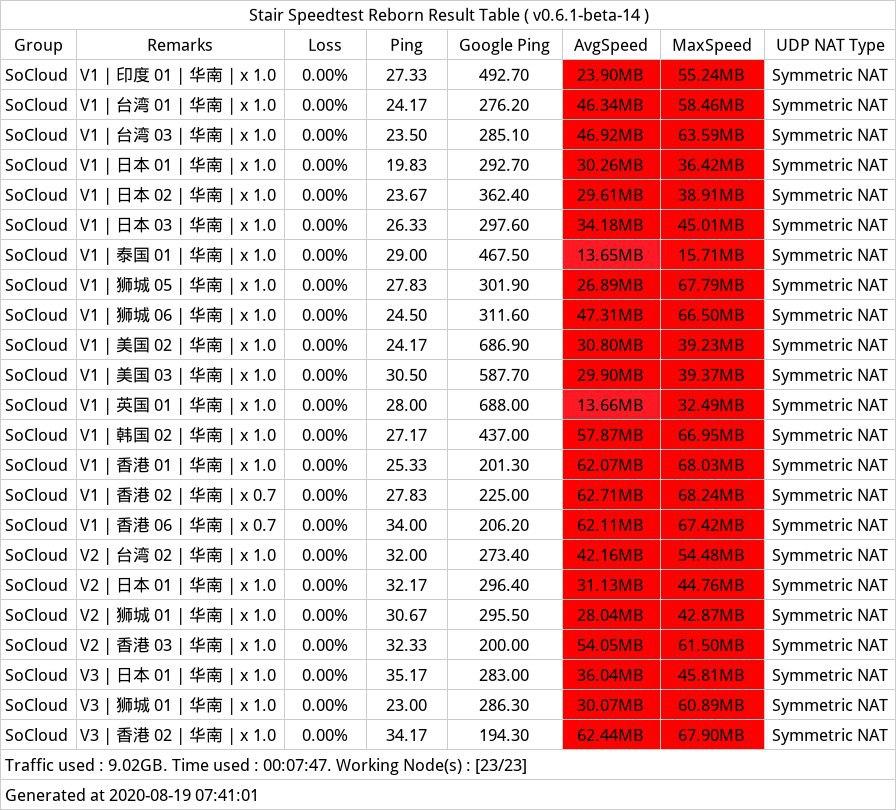 Stair Speedtest Reborn Result Table ( v0.6.1-beta-14 )
Group Remarks Loss Ping Google Ping AvgSpeed MaxSpeed UDP NAT Type
SoCloud V1 | 印度 01 | 华南 | x 1.0 0.00% 27.33 492.70 23.90MB 55.24MB Symmetric NAT
SoCloud V1 | 台湾 01 | 华南 | x 1.0 0.00% 24.17 276.20 46.34MB 58.46MB Symmetric NAT
SoCloud V1 | 台湾 03 | 华南 | x 1.0 0.00% 23.50 285.10 46.92MB 63.59MB Symmetric NAT
SoCloud V1 | 日本 01 | 华南 | x 1.0 0.00% 19.83 292.70 30.26MB 36.42MB Symmetric NAT
SoCloud V1 | 日本 02 | 华南 | x 1.0 0.00% 23.67 362.40 29.61MB 38.91MB Symmetric NAT
SoCloud V1 | 日本 03 | 华南 | x 1.0 0.00% 26.33 297.60 34.18MB 45.01MB Symmetric NAT
SoCloud V1 | 泰国 01 | 华南 | x 1.0 0.00% 29.00 467.50 13.65MB 15.71MB Symmetric NAT
SoCloud V1 | 狮城 05 | 华南 | x 1.0 0.00% 27.83 301.90 26.89MB 67.79MB Symmetric NAT
SoCloud V1 | 狮城 06 | 华南 | x 1.0 0.00% 24.50 311.60 47.31MB 66.50MB Symmetric NAT
SoCloud V1 | 美国 02 | 华南 | x 1.0 0.00% 24.17 686.90 30.80MB 39.23MB Symmetric NAT
SoCloud V1 | 美国 03 | 华南 | x 1.0 0.00% 30.50 587.70 29.90MB 39.37MB Symmetric NAT
SoCloud V1 | 英国 01 | 华南 | x 1.0 0.00% 28.00 688.00 13.66MB 32.49MB Symmetric NAT
SoCloud V1 | 韩国 02 | 华南 | x 1.0 0.00% 27.17 437.00 57.87MB 66.95MB Symmetric NAT
SoCloud V1 | 香港 01 | 华南 | x 1.0 0.00% 25.33 201.30 62.07MB 68.03MB Symmetric NAT
SoCloud V1 | 香港 02 | 华南 | x 0.7 0.00% 27.83 225.00 62.71MB 68.24MB Symmetric NAT
SoCloud V1 | 香港 06 | 华南 | x 0.7 0.00% 34.00 206.20 62.11MB 67.42MB Symmetric NAT
SoCloud V2 | 台湾 02 | 华南 | x 1.0 0.00% 32.00 273.40 42.16MB 54.48MB Symmetric NAT
SoCloud V2 | 日本 01 | 华南 | x 1.0 0.00% 32.17 296.40 31.13MB 44.76MB Symmetric NAT
SoCloud V2 | 狮城 01 | 华南 | x 1.0 0.00% 30.67 295.50 28.04MB 42.87MB Symmetric NAT
SoCloud V2 | 香港 03 | 华南 | x 1.0 0.00% 32.33 200.00 54.05MB 61.50MB Symmetric NAT
SoCloud V3 | 日本 01 | 华南 | x 1.0 0.00% 35.17 283.00 36.04MB 45.81MB Symmetric NAT
SoCloud V3 | 狮城 01 | 华南 | x 1.0 0.00% 23.00 286.30 30.07MB 60.89MB Symmetric NAT
SoCloud V3 | 香港 02 | 华南 | x 1.0 0.00% 34.17 194.30 62.44MB 67.90MB Symmetric NAT
Traffic used : 9.02GB. Time used : 00:07:47. Working Node(s) : [23/23]
Generated at 2020-08-19 07:41:01